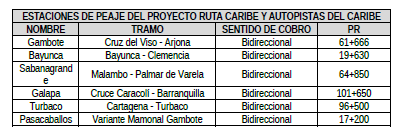 ESTACIONES DE PEAJE DEL PROYECTO RUTA CARIBE Y AUTOPISTAS DEL CARIBE
NOMBRE TRAMO SENTIDO DE COBRO PR
Gambote Cruz del Viso - Arjona Bidireccional 61+666
Bayunca Bayunca - Clemencia Bidireccional 19+630
Sabanagrand
e Malambo - Palmar de Varela Bidireccional 64+850
Galapa Cruce Caracolí - Barranquilla Bidireccional 101+650
Turbaco Cartagena - Turbaco Bidireccional 96+500
Pasacaballos Variante Mamonal Gambote Bidireccional 17+200